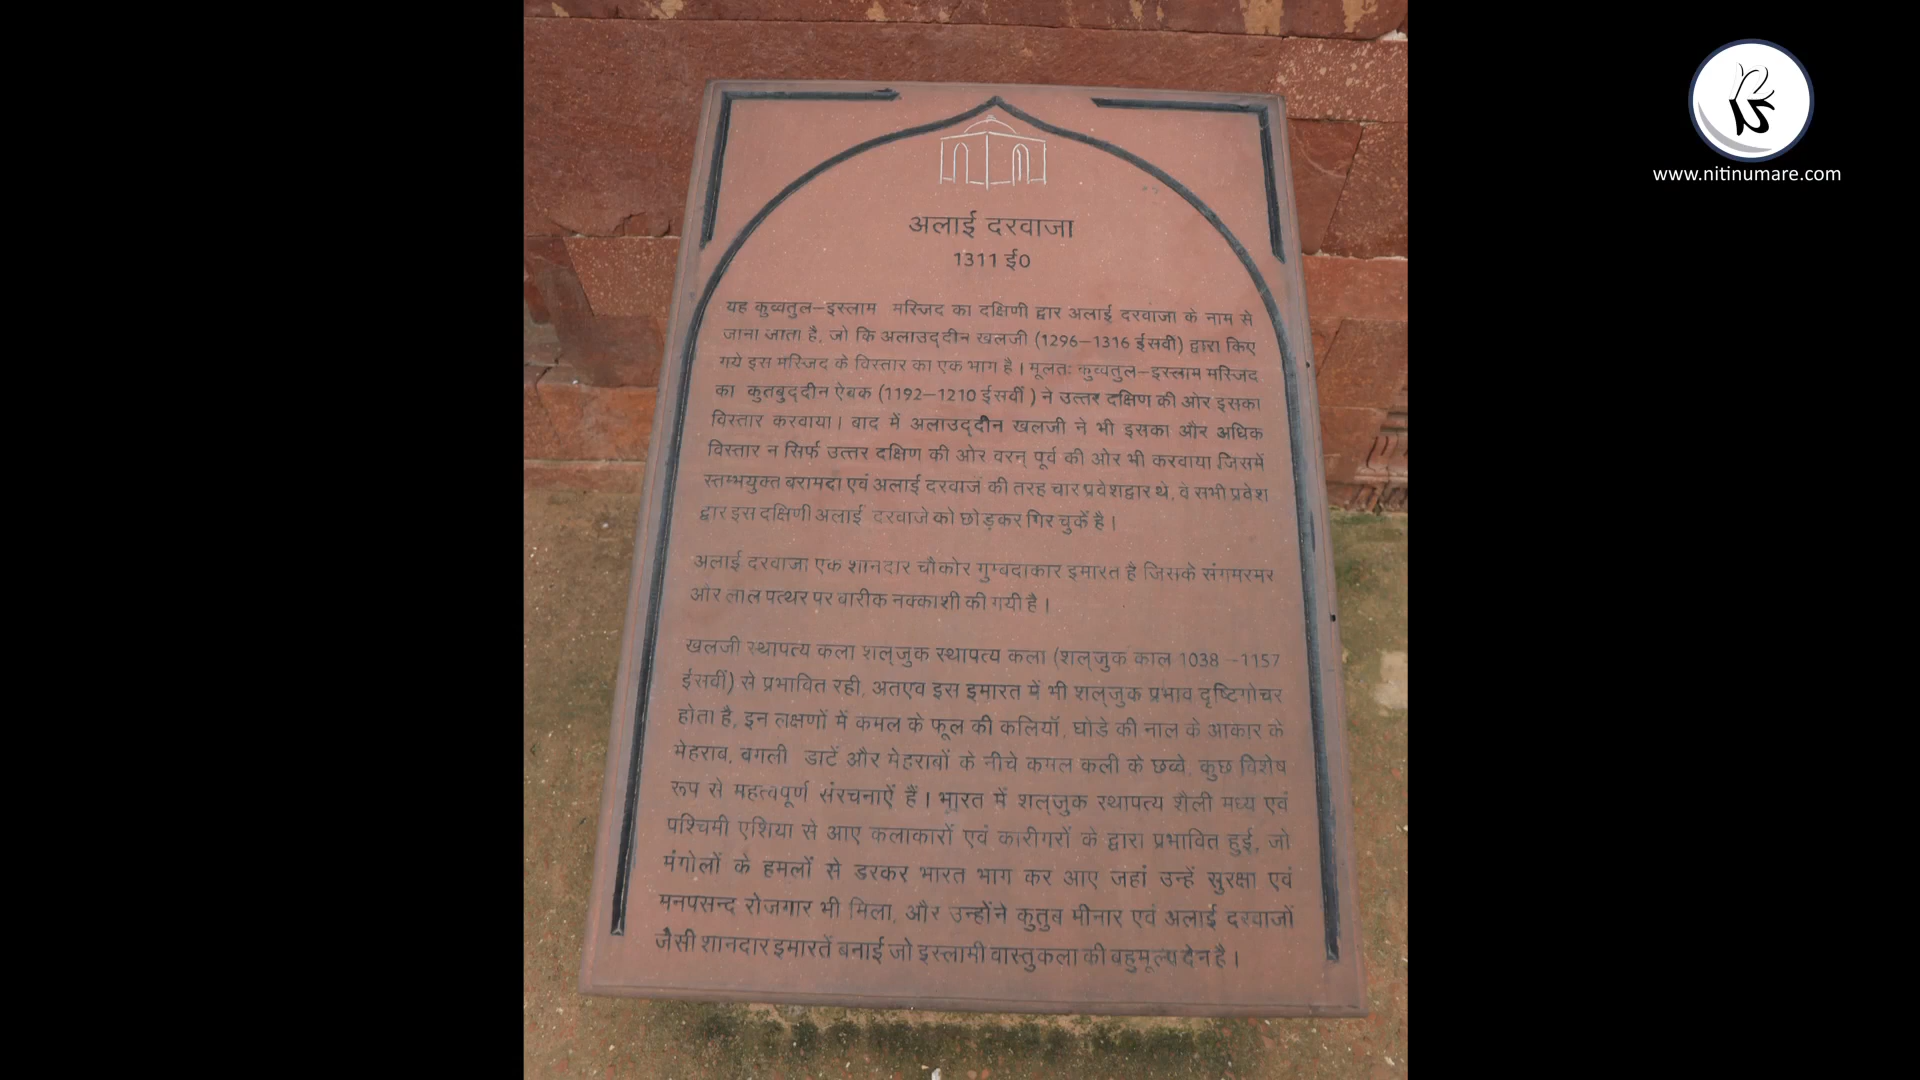 अलाई दरवाजा
1311 ई0
यह कुव्वतुल–इस्लाम मस्जिद का दक्षिणी द्वार अलाई दरवाजा के नाम से
जाना जाता है, जो कि अलाउद्दीन खलजी (1296–1316 ईसवीं) द्वारा किए
गये इस मस्जिद के विस्तार का एक भाग है। मूलतः कुव्वतुल–इस्लाम मस्जिद
का कुतबुद्दीन ऐबक (1192–1210 ईसवीं) ने उत्तर दक्षिण की ओर इसका
विस्तार करवाया। बाद में अलाउद्दीन खलजी ने भी इसका और अधिक
विस्तार न सिर्फ उत्तर दक्षिण की ओर वरन् पूर्व की ओर भी करवाया जिसमें
स्तम्भयुक्त बरामदा एवं अलाई दरवाजे की तरह चार प्रवेशद्वार थे, वे सभी प्रवेश
द्वार इस दक्षिणी अलाई दरवाजे को छोड़कर गिर चुकें है।
अलाई दरवाजा एक शानदार चौकोर गुम्बदाकार इमारत है जिसके संगमरमर
और लाल पत्थर पर बारीक नक्काशी की गयी है।
खलजी स्थापत्य कला शल्जुक स्थापत्य कला (शल्जुक काल 1038 –1157
ईसवीं) से प्रभावित रही, अतएव इस इमारत में भी शल्जुक प्रभाव दृष्टिगोचर
होता है, इन लक्षणों में कमल के फूल की कलियॉ, घोडे की नाल के आकार के
मेहराब, बगली डाटें और मेहराबों के नीचे कमल कली के छब्बे, कुछ विशेष
रूप से महत्वपूर्ण संरचनाऐं हैं। भारत में शल्जुक स्थापत्य शैली मध्य एवं
पश्चिमी एशिया से आए कलाकारों एवं कारीगरों के द्वारा प्रभावित हुई, जो
मंगोलों के हमलों से डरकर भारत भाग कर आए जहां उन्हें सुरक्षा एवं
मनपसन्द रोजगार भी मिला, और उन्होंने कुतुब मीनार एवं अलाई दरवाजों
जैसी शानदार इमारतें बनाई जो इस्लामी वास्तुकला की बहुमूल्य देन है।
www.nitinumare.com